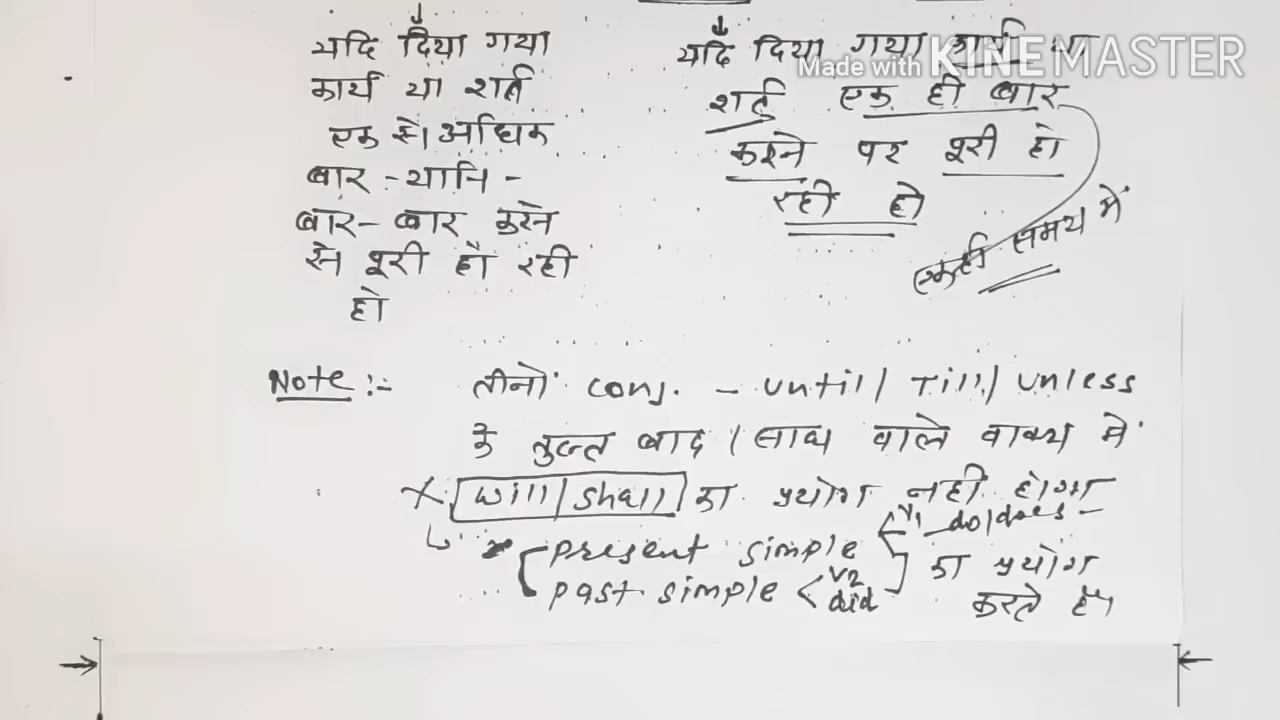 यदि दिया गया
कार्य या शर्त
एक से अधिक
बार - यानि -
बार - बार करने
से पूरी हो रही
हो
यदि दिया गया कार्य या
शर्त एक ही बार
करने पर पूरी हो
रही हो
एक ही समय में
Made with KINEMASTER
Note :- तीनों conj. - until / Till / unless
के तुरन्त बाद / साथ वाले वाक्य में
x will / shall का प्रयोग नही होगा
present simple < V1 do/does -
past simple < V2 did का प्रयोग
करते हैं।